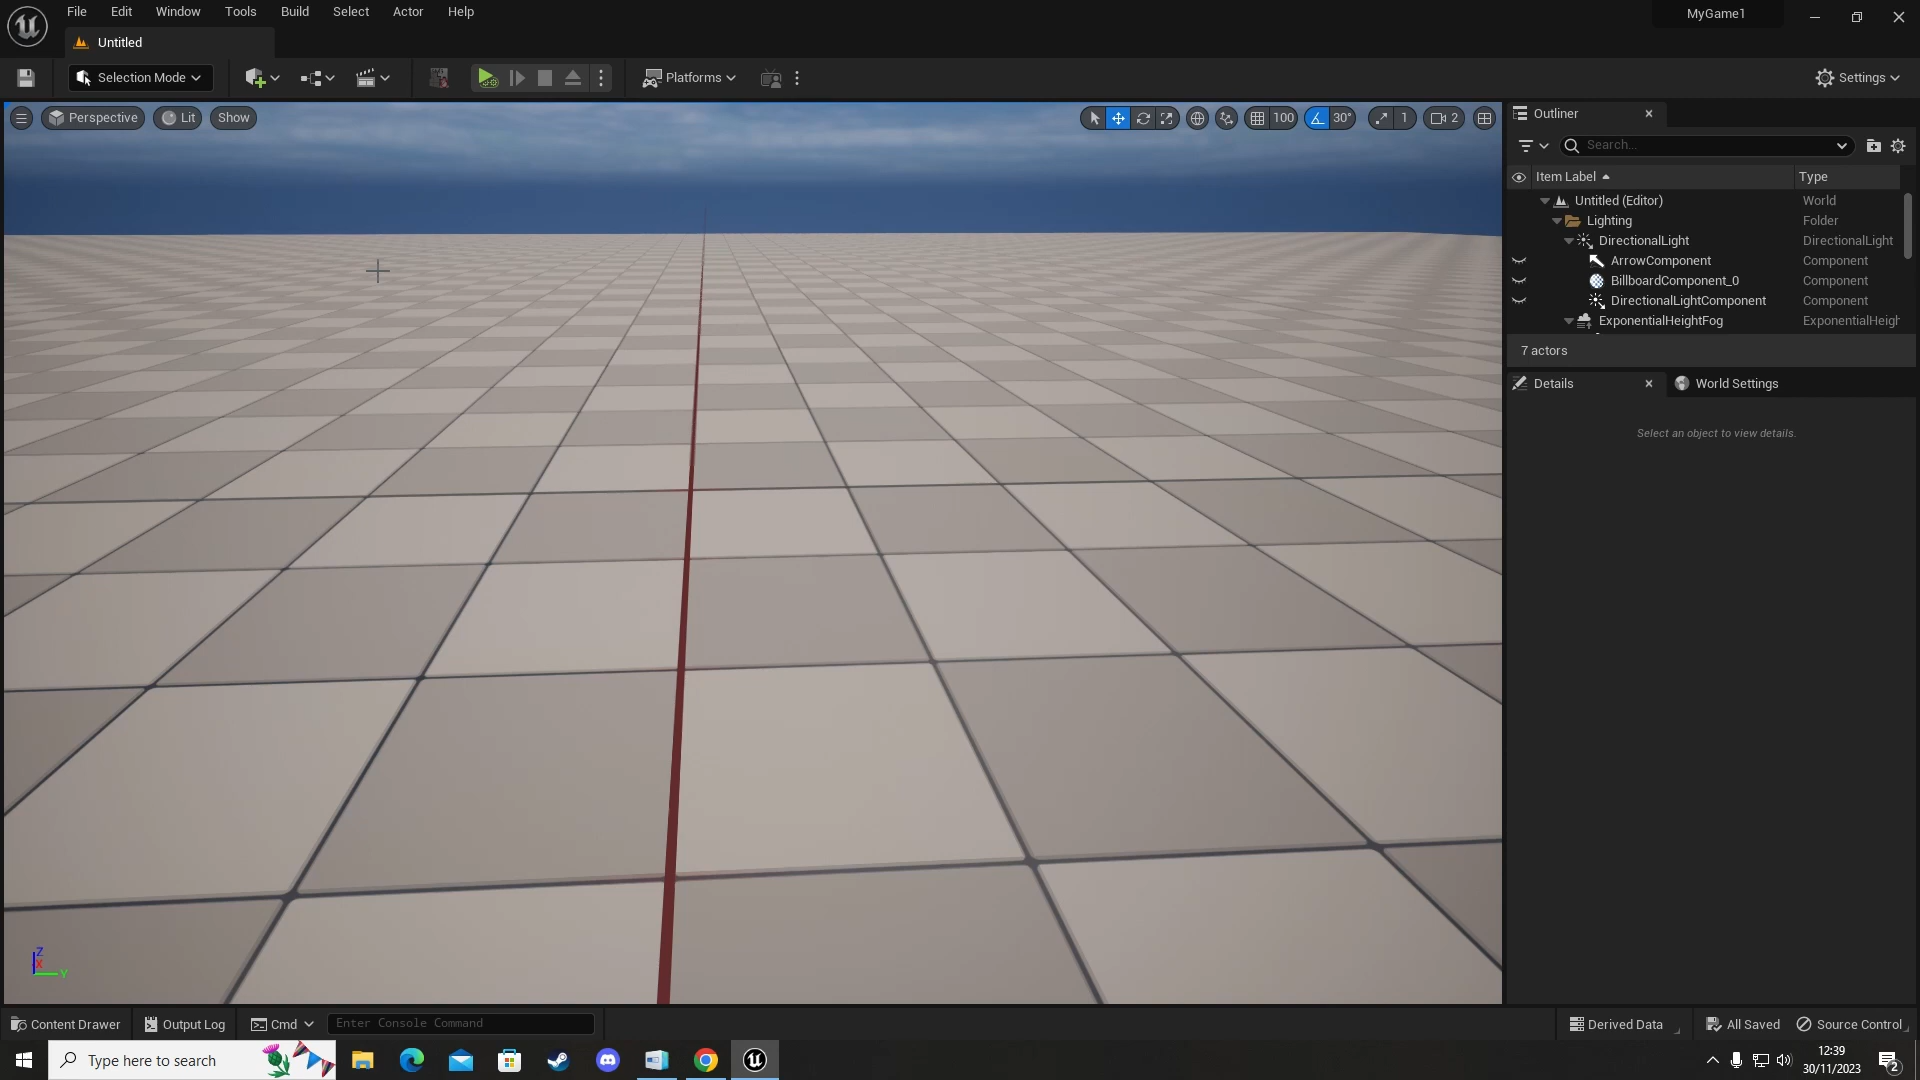 File Edit Window Tools Build Select Actor Help
MyGame1
Untitled
Selection Mode
Platforms
Settings
Perspective Lit Show
100 30° 1 2
Outliner
Search...
Item Label Type
Untitled (Editor) World
Lighting Folder
DirectionalLight DirectionalLight
ArrowComponent Component
BillboardComponent_0 Component
DirectionalLightComponent Component
ExponentialHeightFog ExponentialHeigh
7 actors
Details World Settings
Select an object to view details.
Z
X
Y
Content Drawer Output Log Cmd Enter Console Command Derived Data All Saved Source Control
Type here to search
12:39
30/11/2023
2